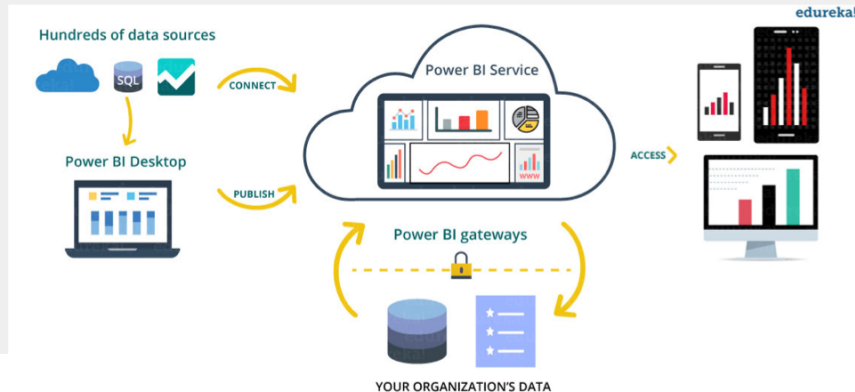 edureka!
Hundreds of data sources
SQL
CONNECT
Power BI Service
WWW
Power BI Desktop
PUBLISH
ACCESS
Power BI gateways
YOUR ORGANIZATION'S DATA